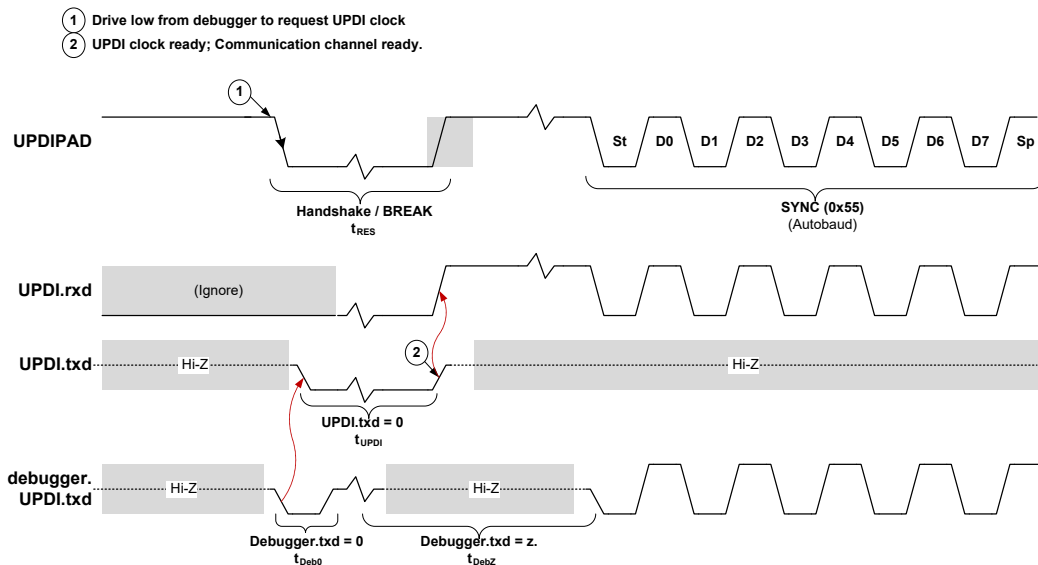 1 Drive low from debugger to request UPDI clock
2 UPDI clock ready; Communication channel ready.
1
UPDIPAD
St D0 D1 D2 D3 D4 D5 D6 D7 Sp
Handshake / BREAK
tRES
SYNC (0x55)
(Autobaud)
UPDI.rxd
(Ignore)
2
UPDI.txd
Hi-Z Hi-Z
UPDI.txd = 0
tUPDI
debugger.
UPDI.txd
Hi-Z Hi-Z
Debugger.txd = 0 Debugger.txd = z.
tDeb0 tDebZ